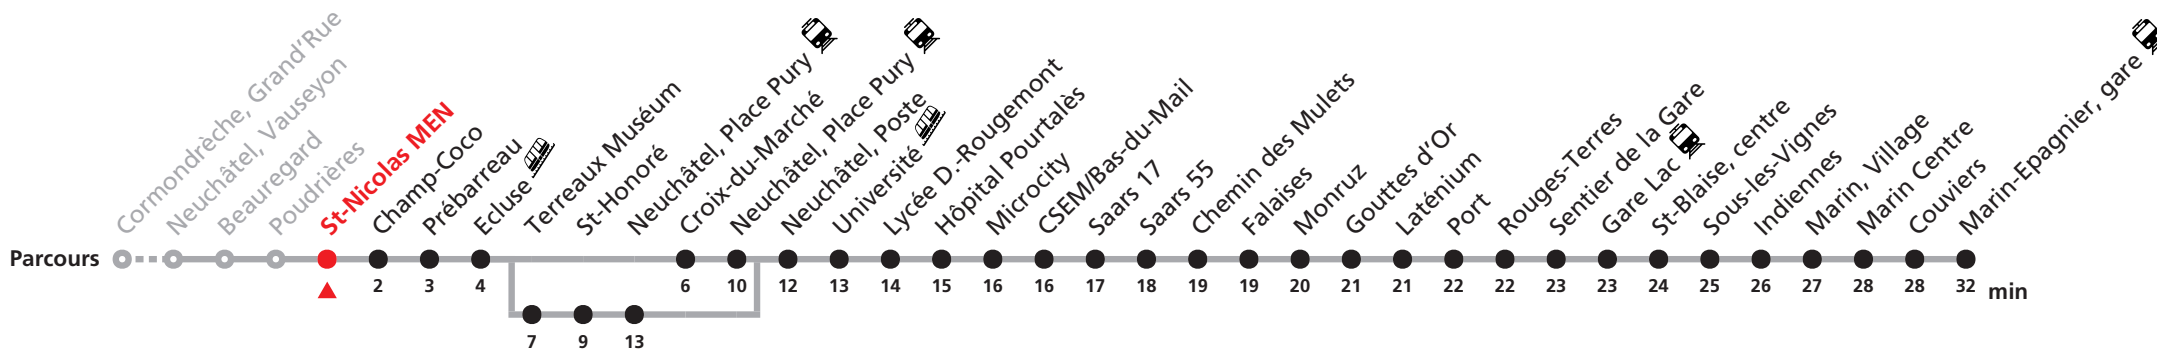 Cormondrèche, Grand'Rue
Neuchâtel, Vauseyon
Beauregard
Poudrières
St-Nicolas MEN
Champ-Coco
Prébarreau
Ecluse
Terreaux Muséum
St-Honoré
Neuchâtel, Place Pury
Croix-du-Marché
Neuchâtel, Place Pury
Neuchâtel, Poste
Université
Lycée D.-Rougemont
Hôpital Pourtalès
Microcity
CSEM/Bas-du-Mail
Saars 17
Saars 55
Chemin des Mulets
Falaises
Monruz
Gouttes d'Or
Laténium
Port
Rouges-Terres
Sentier de la Gare
Gare Lac
St-Blaise, centre
Sous-les-Vignes
Indiennes
Marin, Village
Marin Centre
Couviers
Marin-Epagnier, gare
Parcours
2 3 4 6 10 12 13 14 15 16 16 17 18 19 19 20 21 21 22 22 23 23 24 25 26 27 28 28 32 min
7 9 13